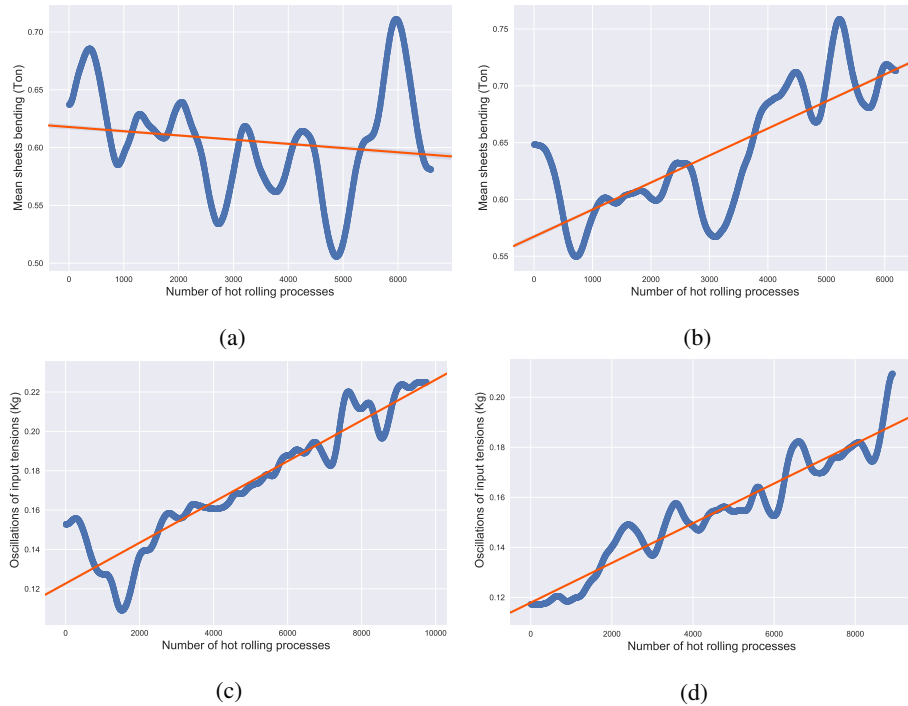 0.70
0.65
0.60
0.55
0.50
Mean sheets bending (Ton)
0 1000 2000 3000 4000 5000 6000
Number of hot rolling processes
(a)
0.75
0.70
0.65
0.60
0.55
Mean sheets bending (Ton)
0 1000 2000 3000 4000 5000 6000
Number of hot rolling processes
(b)
0.22
0.20
0.18
0.16
0.14
0.12
Oscillations of input tensions (Kg)
0 2000 4000 6000 8000 10000
Number of hot rolling processes
(c)
0.20
0.18
0.16
0.14
0.12
Oscillations of input tensions (Kg)
0 2000 4000 6000 8000
Number of hot rolling processes
(d)